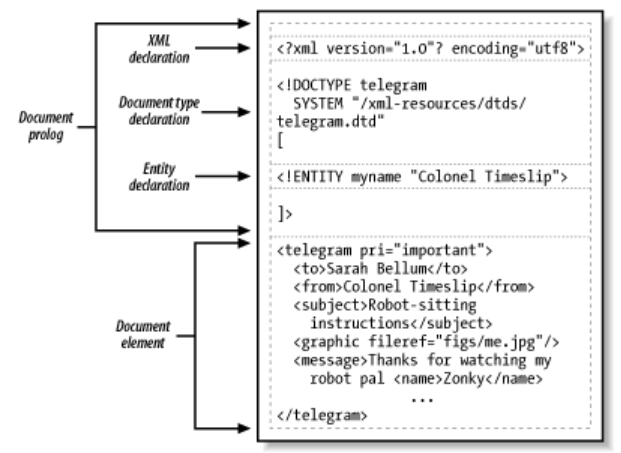 XML
declaration
<?xml version="1.0"? encoding="utf8">
Document type
declaration
<!DOCTYPE telegram
SYSTEM "/xml-resources/dtds/
telegram.dtd"
[
Document
prolog
Entity
declaration
<!ENTITY myname "Colonel Timeslip">
]>
<telegram pri="important">
<to>Sarah Bellum</to>
<from>Colonel Timeslip</from>
<subject>Robot-sitting
instructions</subject>
<graphic fileref="figs/me.jpg"/>
<message>Thanks for watching my
robot pal <name>Zonky</name>
...
</telegram>
Document
element